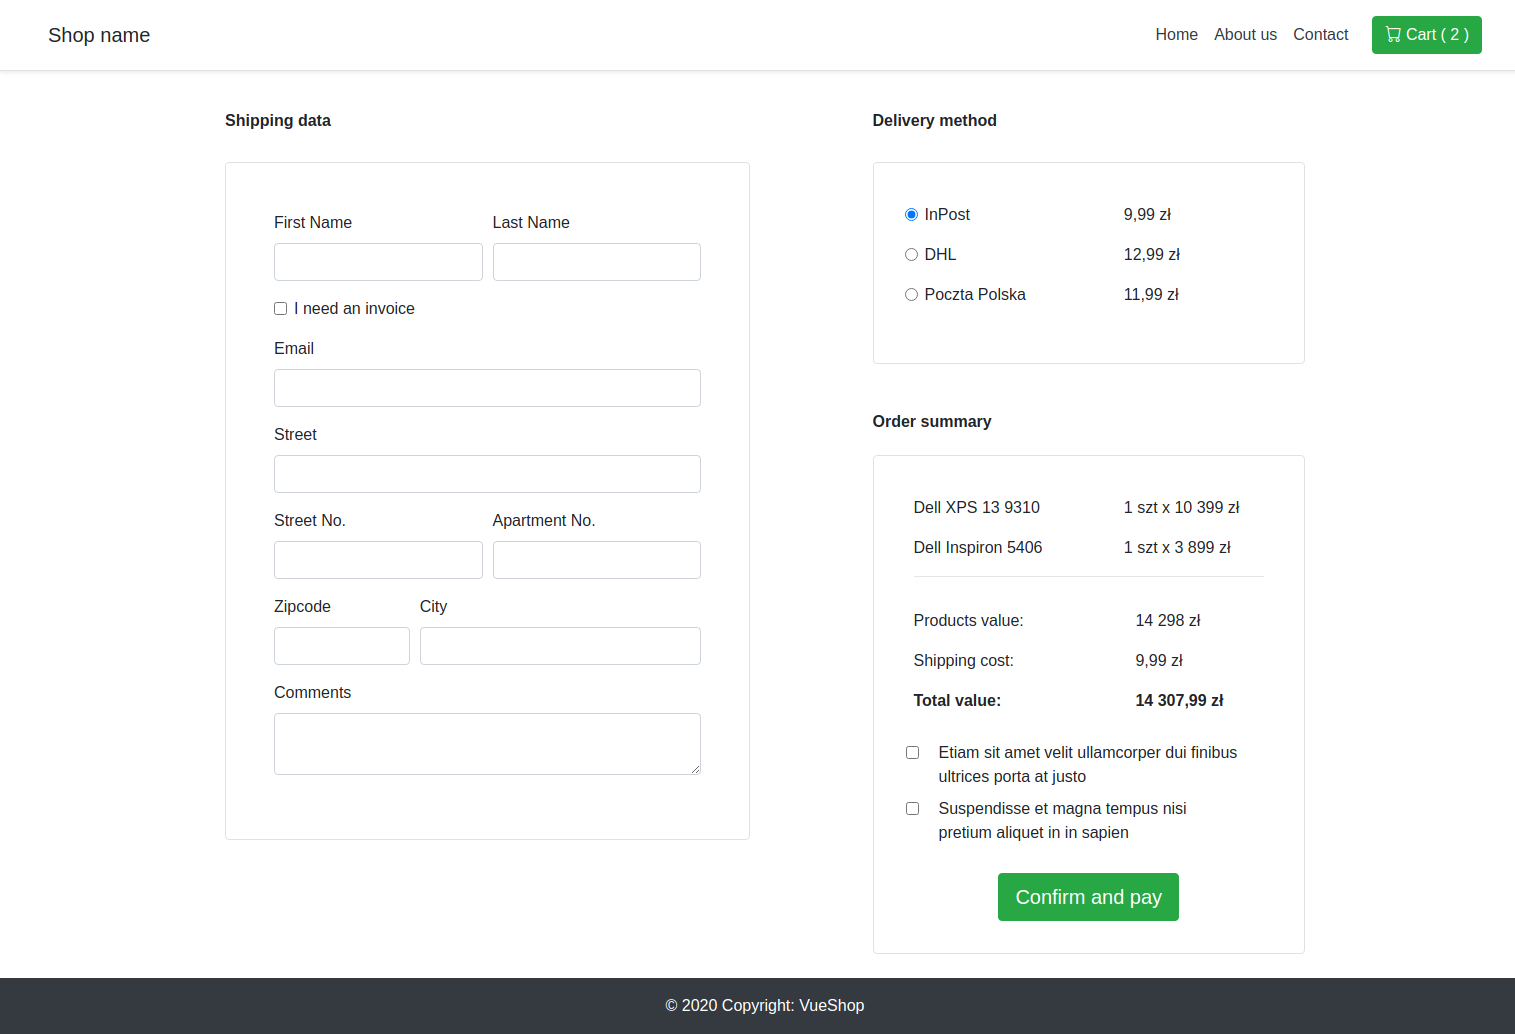 Shop name
Home About us Contact Cart ( 2 )
Shipping data
First Name Last Name
I need an invoice
Email
Street
Street No. Apartment No.
Zipcode City
Comments
Delivery method
InPost 9,99 zł
DHL 12,99 zł
Poczta Polska 11,99 zł
Order summary
Dell XPS 13 9310 1 szt x 10 399 zł
Dell Inspiron 5406 1 szt x 3 899 zł
Products value: 14 298 zł
Shipping cost: 9,99 zł
Total value: 14 307,99 zł
Etiam sit amet velit ullamcorper dui finibus
ultrices porta at justo
Suspendisse et magna tempus nisi
pretium aliquet in in sapien
Confirm and pay
© 2020 Copyright: VueShop